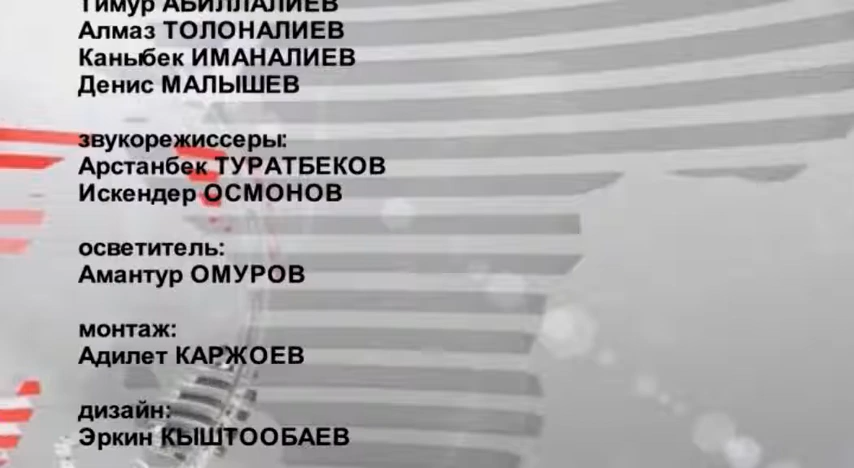 Тимур АБИЛЛАЛИЕВ
Алмаз ТОЛОНАЛИЕВ
Каныбек ИМАНАЛИЕВ
Денис МАЛЫШЕВ
звукорежиссеры:
Арстанбек ТУРАТБЕКОВ
Искендер ОСМОНОВ
осветитель:
Амантур ОМУРОВ
монтаж:
Адилет КАРЖОЕВ
дизайн:
Эркин КЫШТООБАЕВ